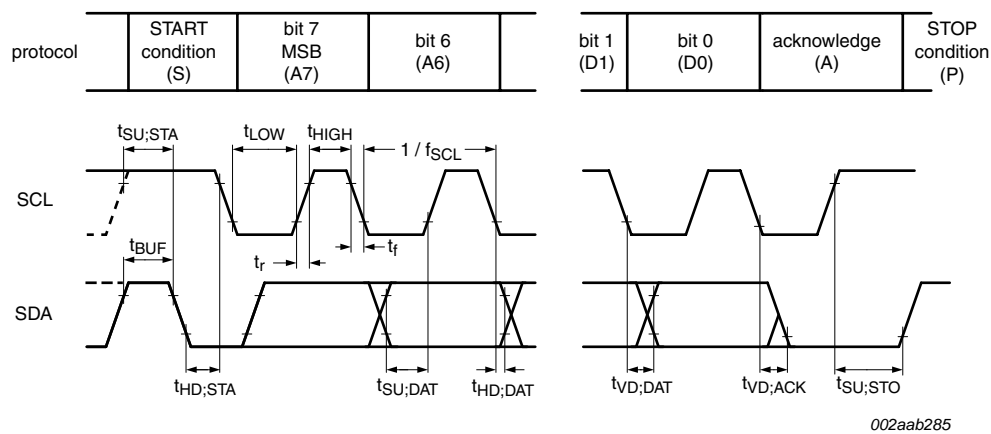 protocol
START
condition
(S)
bit 7
MSB
(A7)
bit 6
(A6)
bit 1
(D1)
bit 0
(D0)
acknowledge
(A)
STOP
condition
(P)
tSU;STA
tLOW
tHIGH
1 / fSCL
SCL
tBUF
tr
tf
SDA
tHD;STA
tSU;DAT
tHD;DAT
tVD;DAT
tVD;ACK
tSU;STO
002aab285